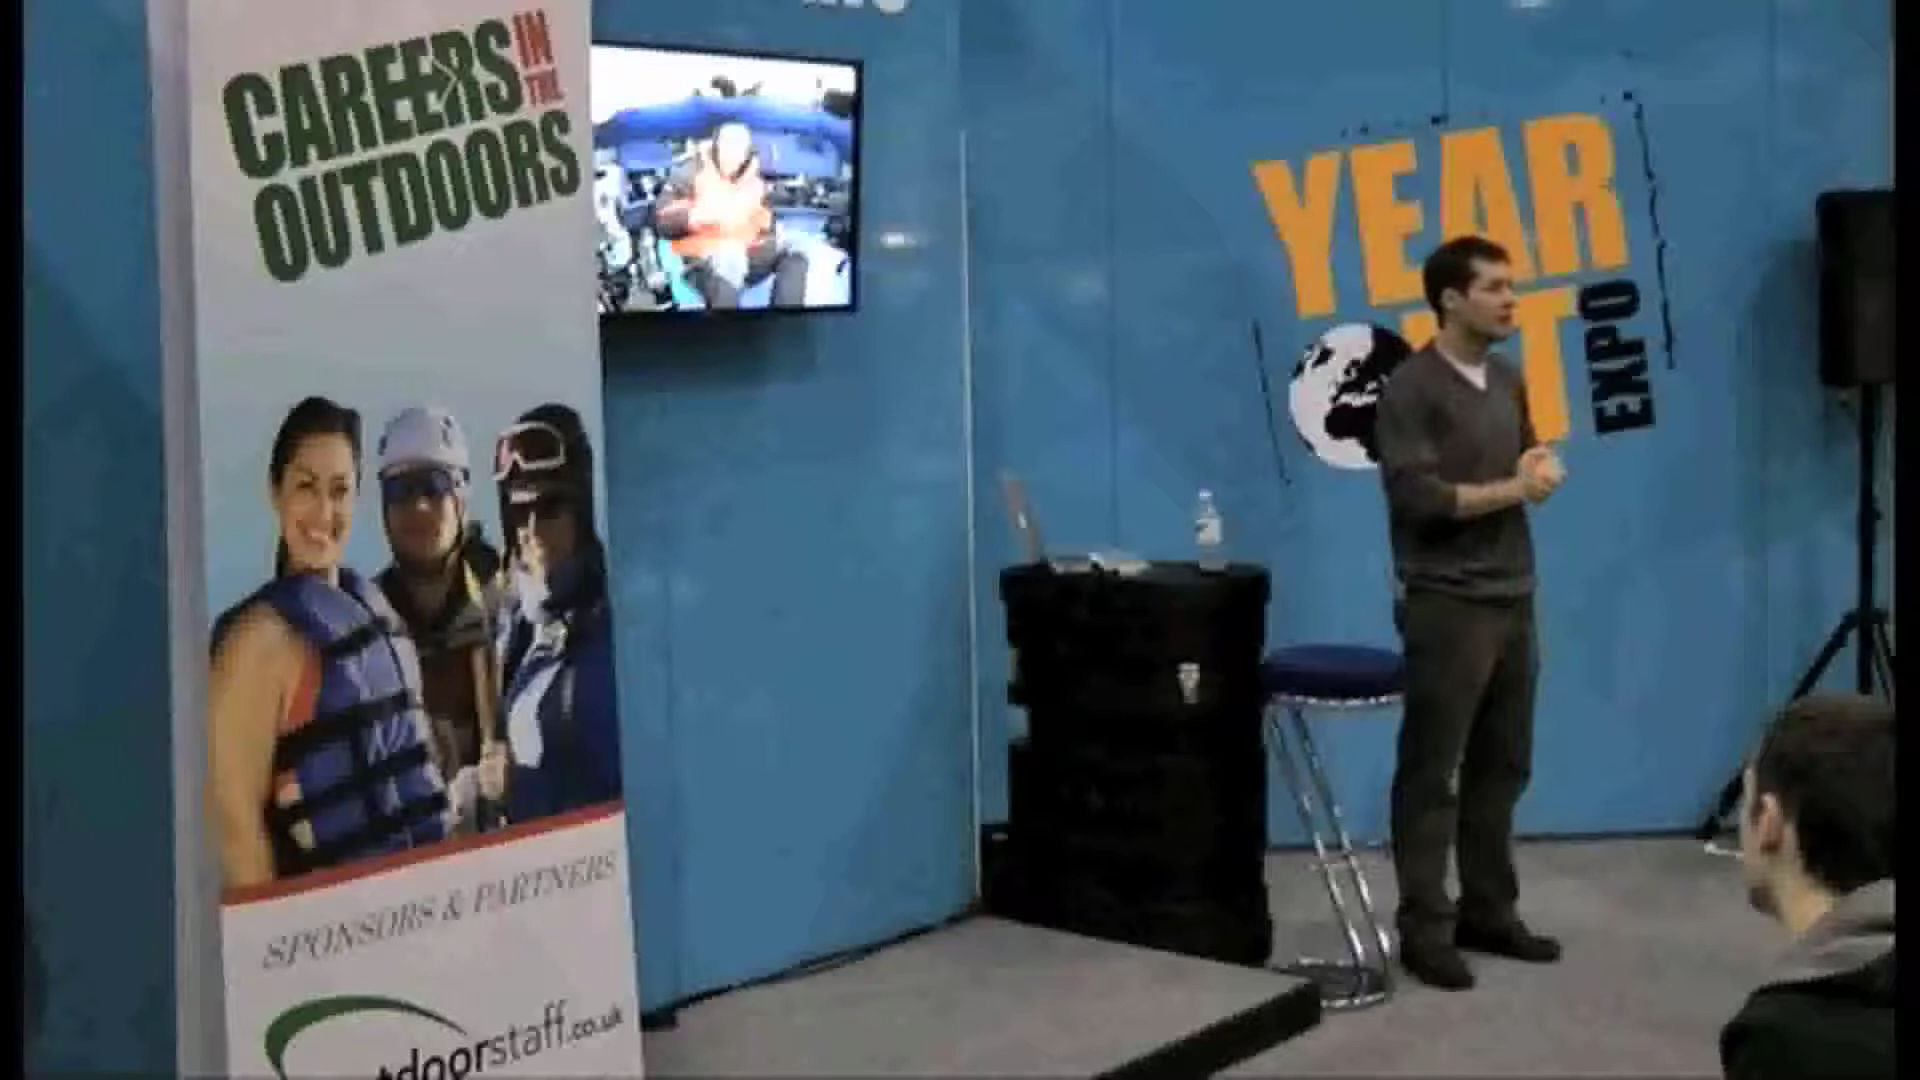 CAREERS IN THE
OUTDOORS
SPONSORS & PARTNERS
tdoorstaff.co.uk
YEAR
EXPO